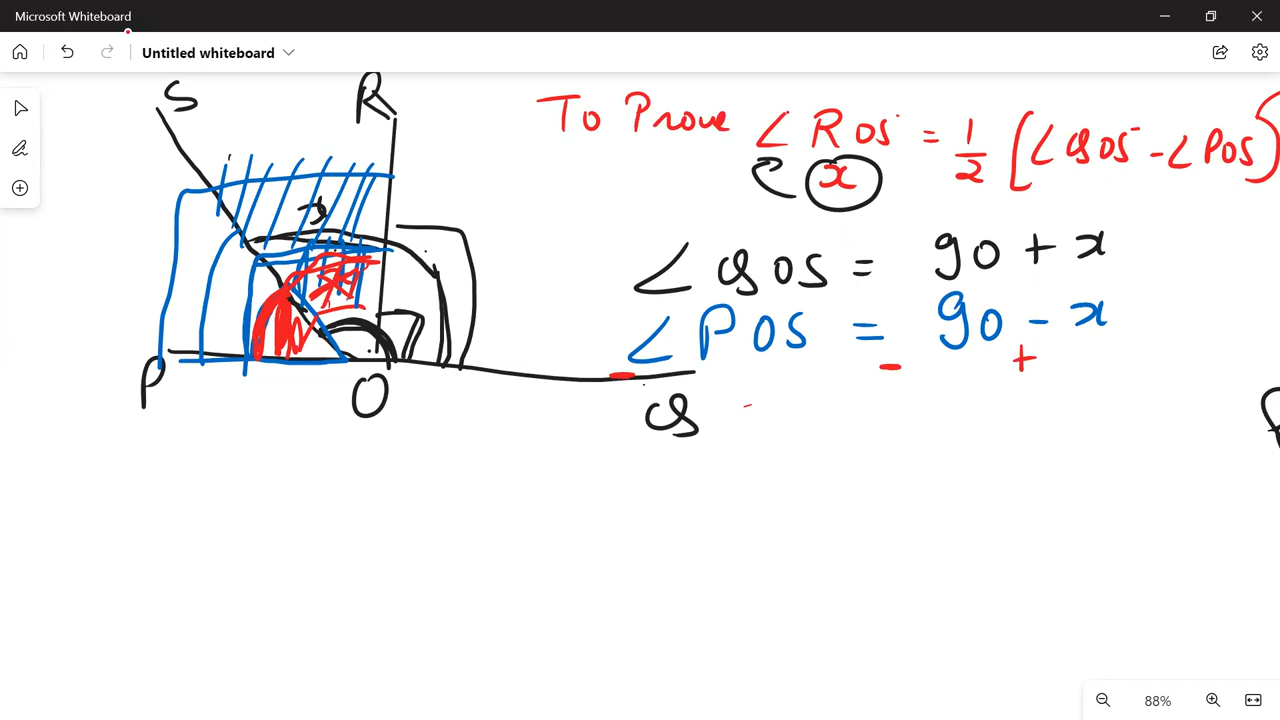 Microsoft Whiteboard
Untitled whiteboard
S R
To Prove ∠ROS = 1/2 (∠QOS - ∠POS)
x
x
∠QOS = 90 + x
∠POS = 90 - x
- - +
P O Q
88%